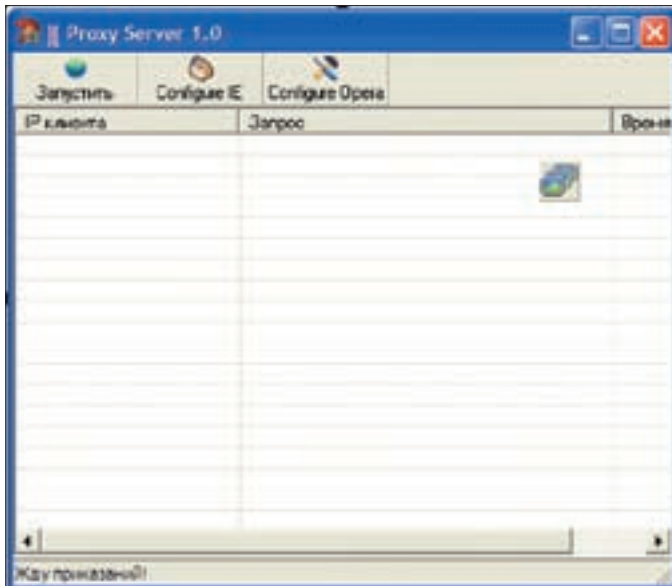 ][ Proxy Server 1.0
Запустить Configure IE Configure Opera
IP клиента Запрос Время
Жду приказаний!